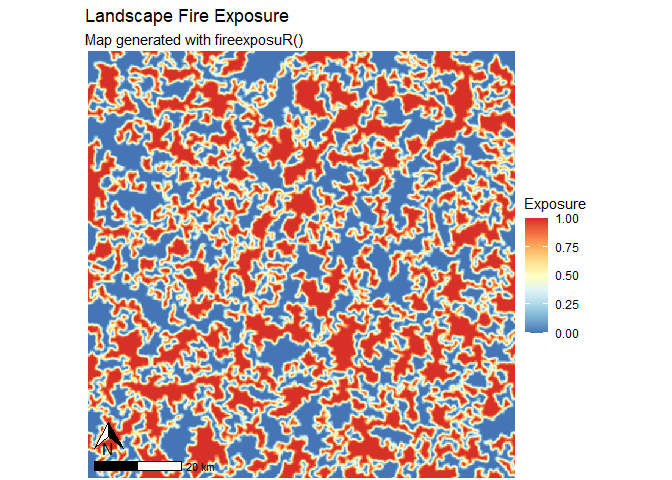 Landscape Fire Exposure
Map generated with fireexposuR()
Exposure
1.00
0.75
0.50
0.25
0.00
N
20 km